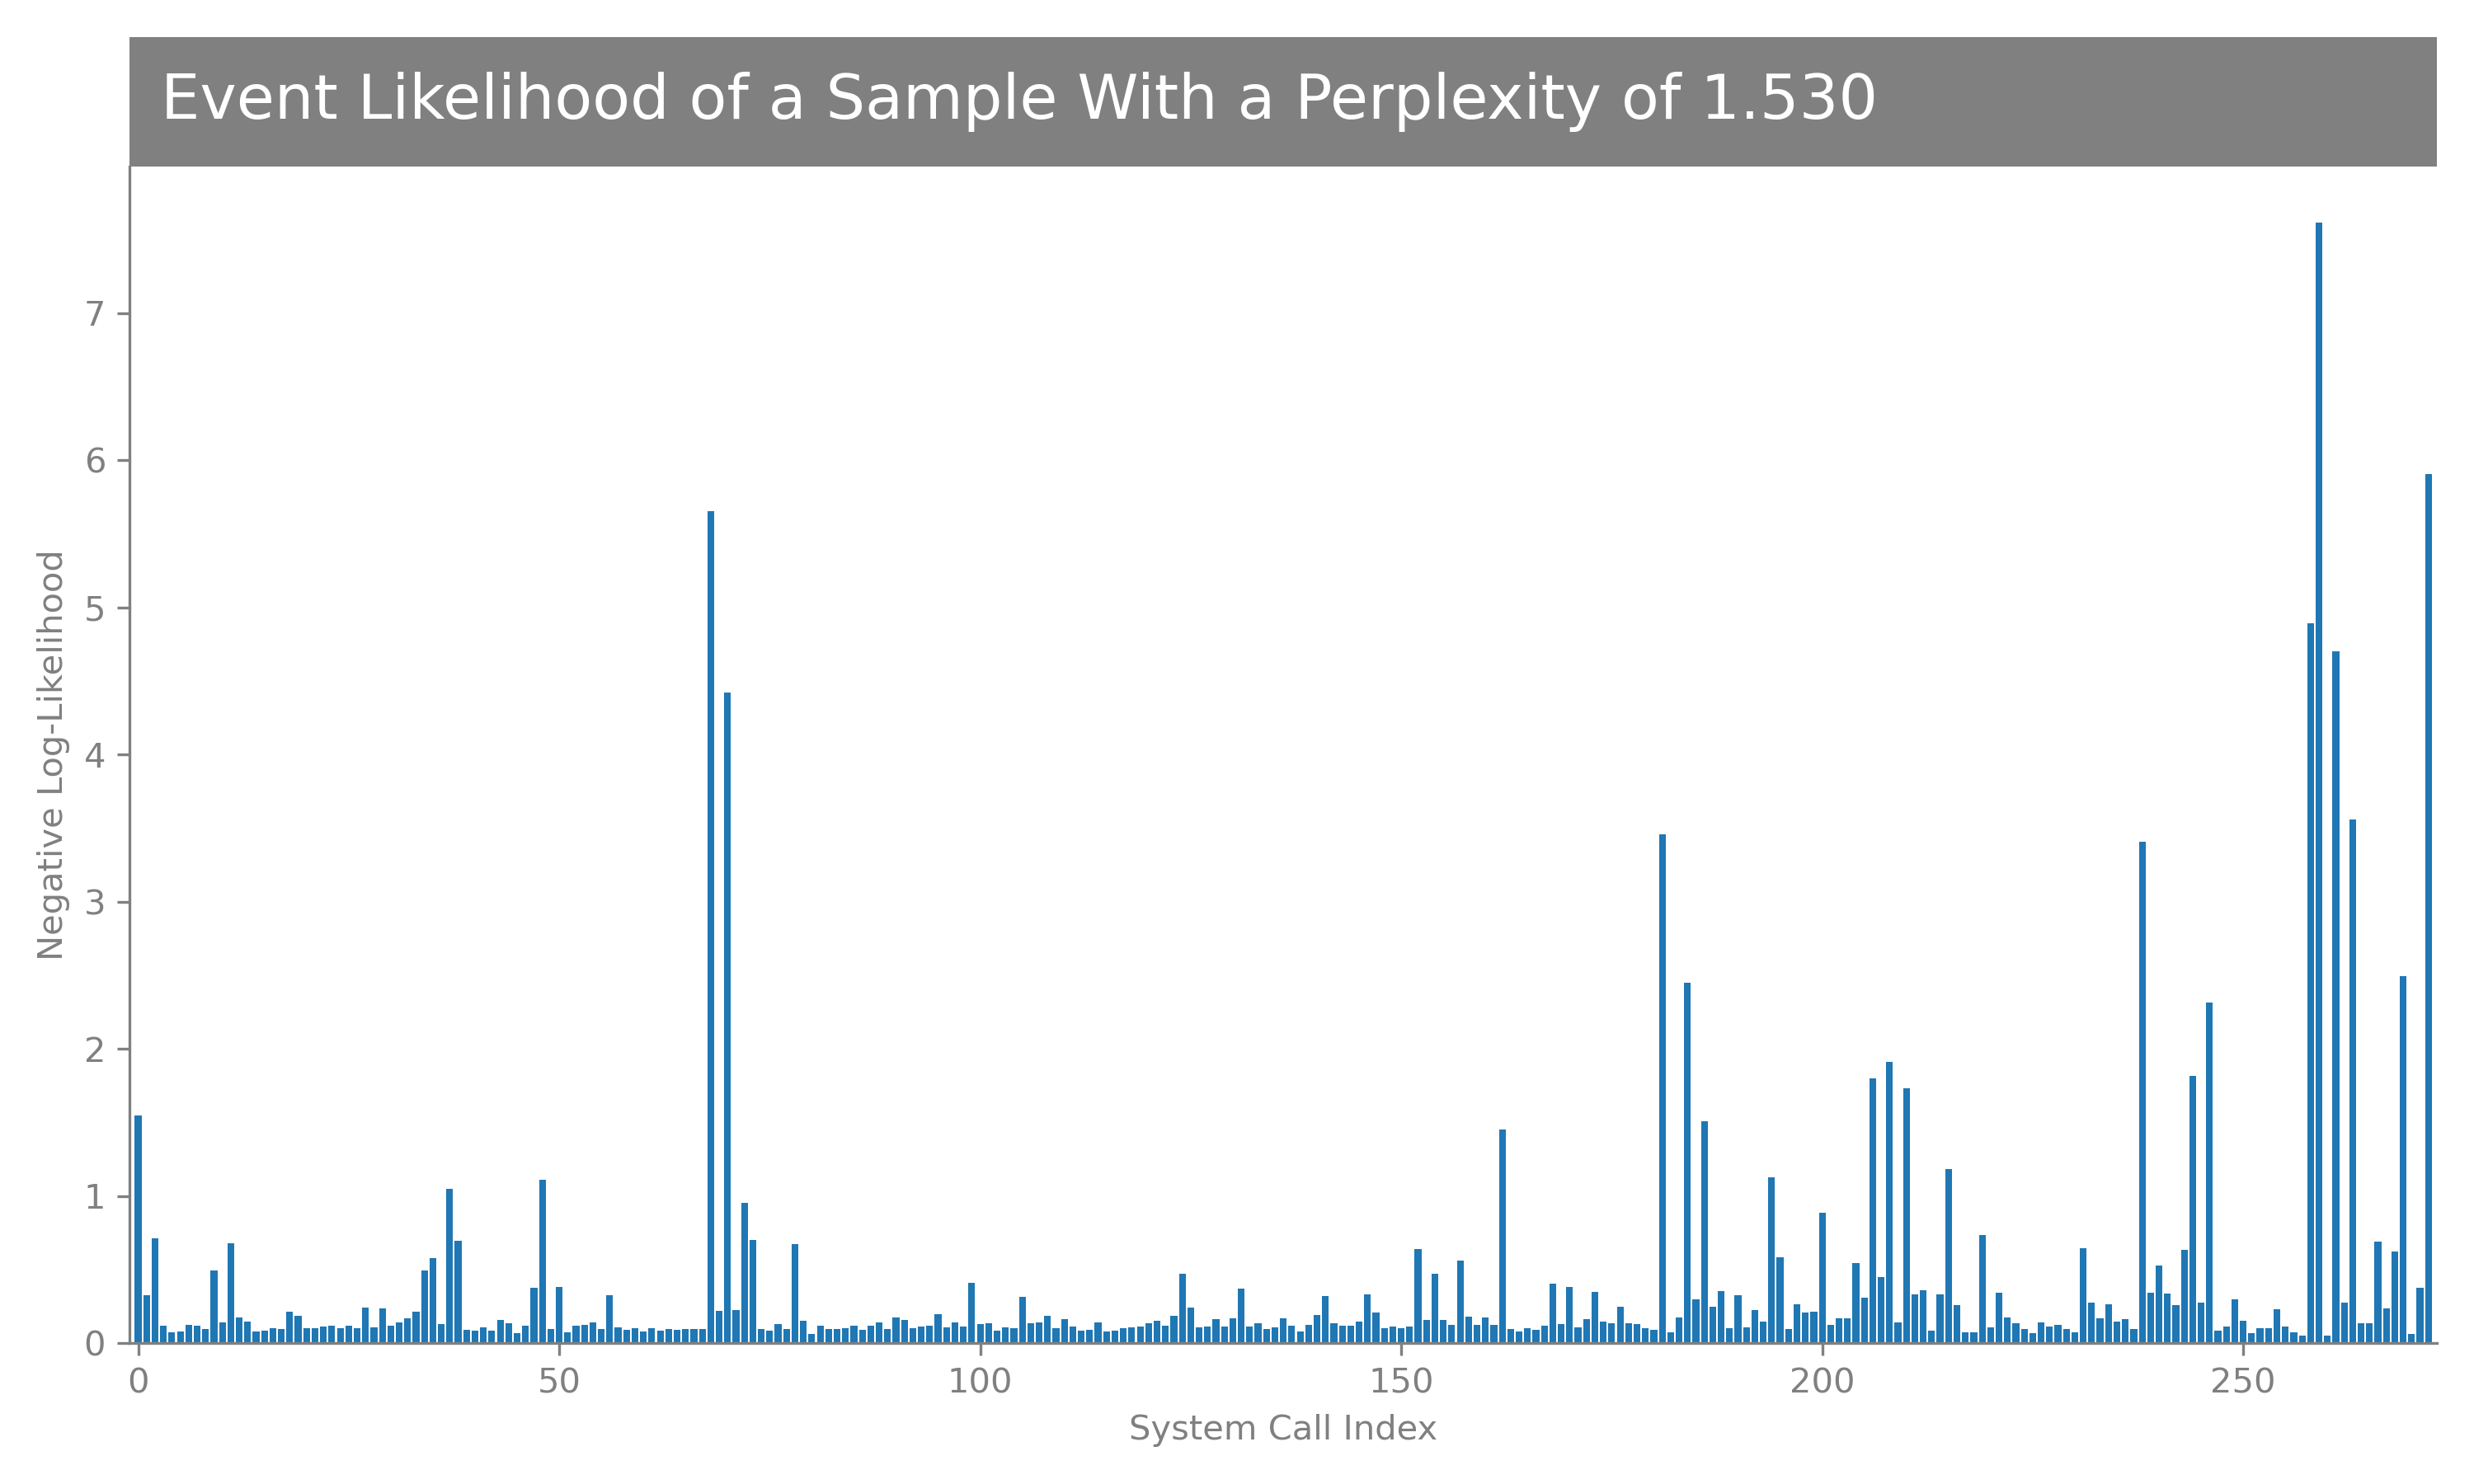 Event Likelihood of a Sample With a Perplexity of 1.530
Negative Log-Likelihood
7
6
5
4
3
2
1
0
0 50 100 150 200 250
System Call Index